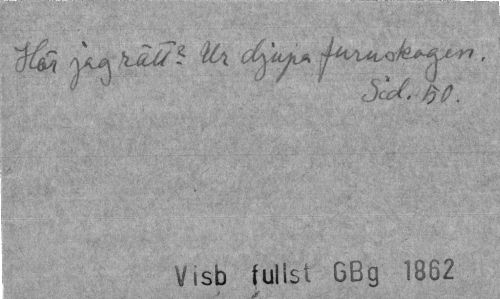 Hör jag rätt? Ur djupa furuskogen.
Sid. 50.
Visb fullst GBg 1862